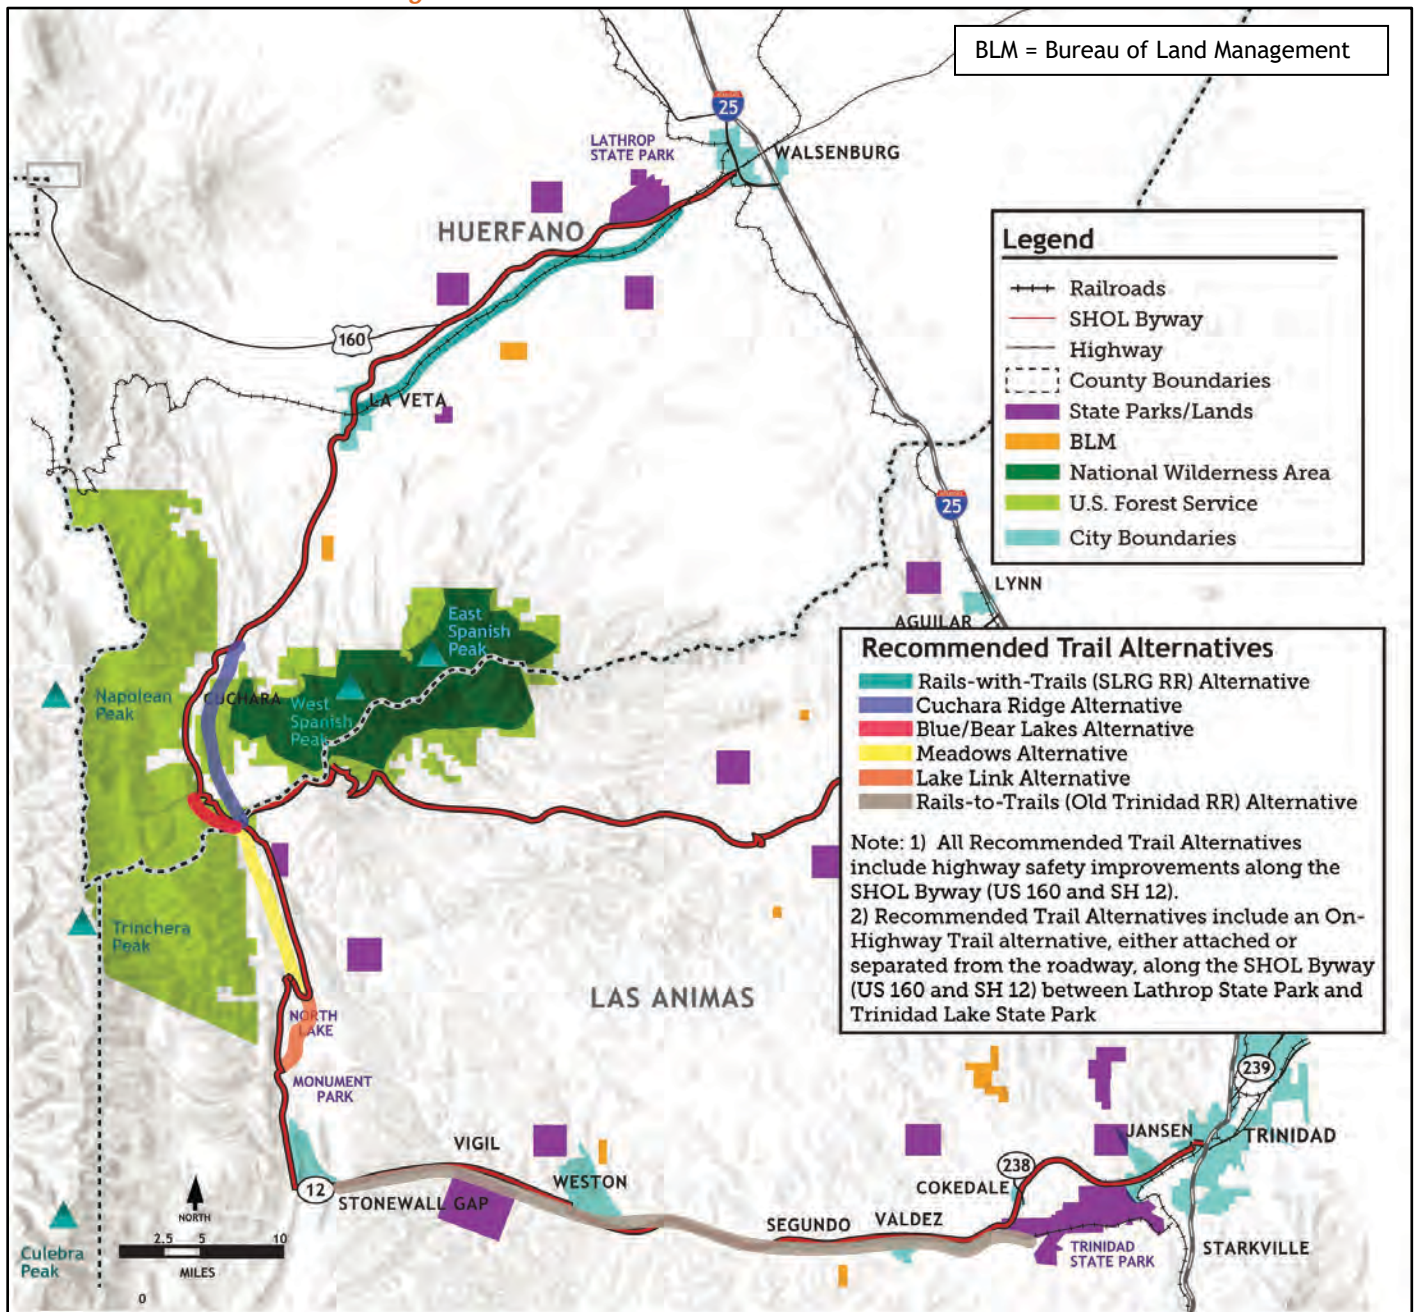 BLM = Bureau of Land Management
25
LATHROP
STATE PARK
WALSENBURG
HUERFANO
160
LA VETA
Legend
Railroads
SHOL Byway
Highway
County Boundaries
State Parks/Lands
BLM
National Wilderness Area
U.S. Forest Service
City Boundaries
25
LYNN
AGUILAR
East
Spanish
Peak
Napolean
Peak
CUCHARA
West
Spanish
Peak
Recommended Trail Alternatives
Rails-with-Trails (SLRG RR) Alternative
Cuchara Ridge Alternative
Blue/Bear Lakes Alternative
Meadows Alternative
Lake Link Alternative
Rails-to-Trails (Old Trinidad RR) Alternative
Note: 1) All Recommended Trail Alternatives
include highway safety improvements along the
SHOL Byway (US 160 and SH 12).
2) Recommended Trail Alternatives include an On-
Highway Trail alternative, either attached or
separated from the roadway, along the SHOL Byway
(US 160 and SH 12) between Lathrop State Park and
Trinidad Lake State Park
Trinchera
Peak
LAS ANIMAS
NORTH
LAKE
MONUMENT
PARK
239
VIGIL
JANSEN
TRINIDAD
238
WESTON
COKEDALE
12
STONEWALL GAP
SEGUNDO
VALDEZ
TRINIDAD
STATE PARK
STARKVILLE
Culebra
Peak
NORTH
2.5
5
10
MILES
0